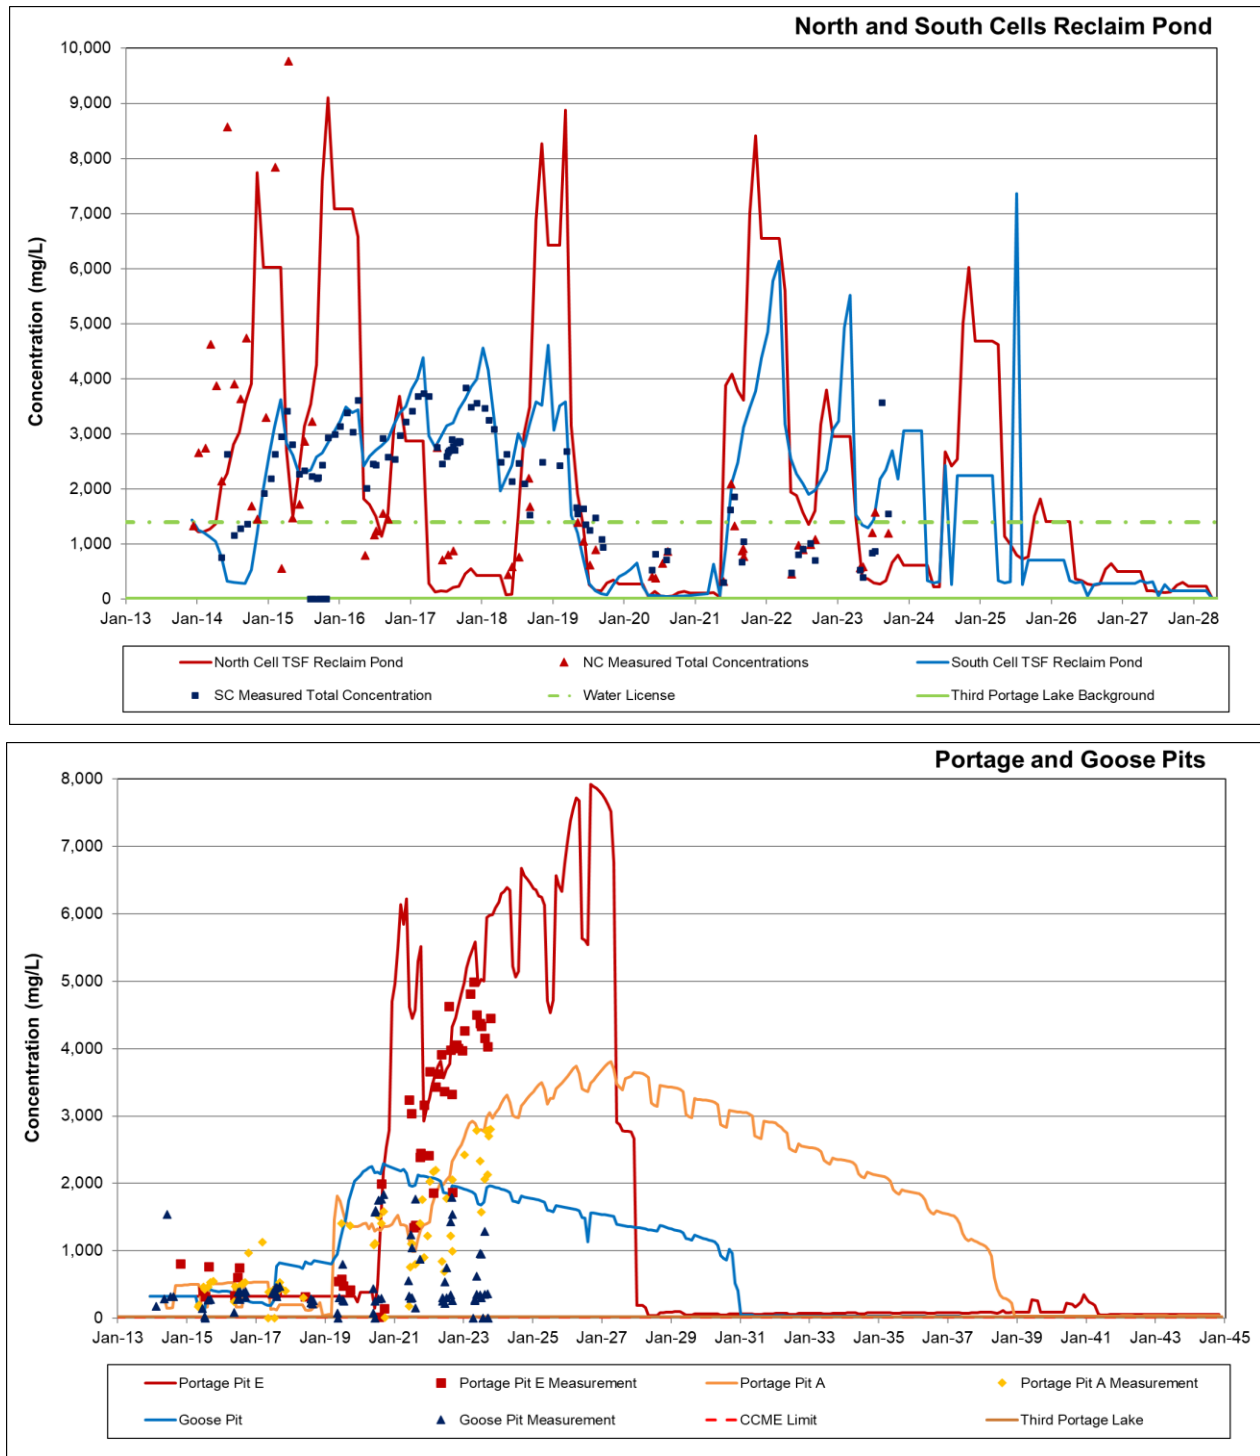 North and South Cells Reclaim Pond
10,000
9,000
8,000
7,000
6,000
5,000
4,000
3,000
2,000
1,000
0
Concentration (mg/L)
Jan-13 Jan-14 Jan-15 Jan-16 Jan-17 Jan-18 Jan-19 Jan-20 Jan-21 Jan-22 Jan-23 Jan-24 Jan-25 Jan-26 Jan-27 Jan-28
North Cell TSF Reclaim Pond NC Measured Total Concentrations South Cell TSF Reclaim Pond
SC Measured Total Concentration Water License Third Portage Lake Background
Portage and Goose Pits
8,000
7,000
6,000
5,000
4,000
3,000
2,000
1,000
0
Concentration (mg/L)
Jan-13 Jan-15 Jan-17 Jan-19 Jan-21 Jan-23 Jan-25 Jan-27 Jan-29 Jan-31 Jan-33 Jan-35 Jan-37 Jan-39 Jan-41 Jan-43 Jan-45
Portage Pit E Portage Pit E Measurement Portage Pit A Portage Pit A Measurement
Goose Pit Goose Pit Measurement CCME Limit Third Portage Lake